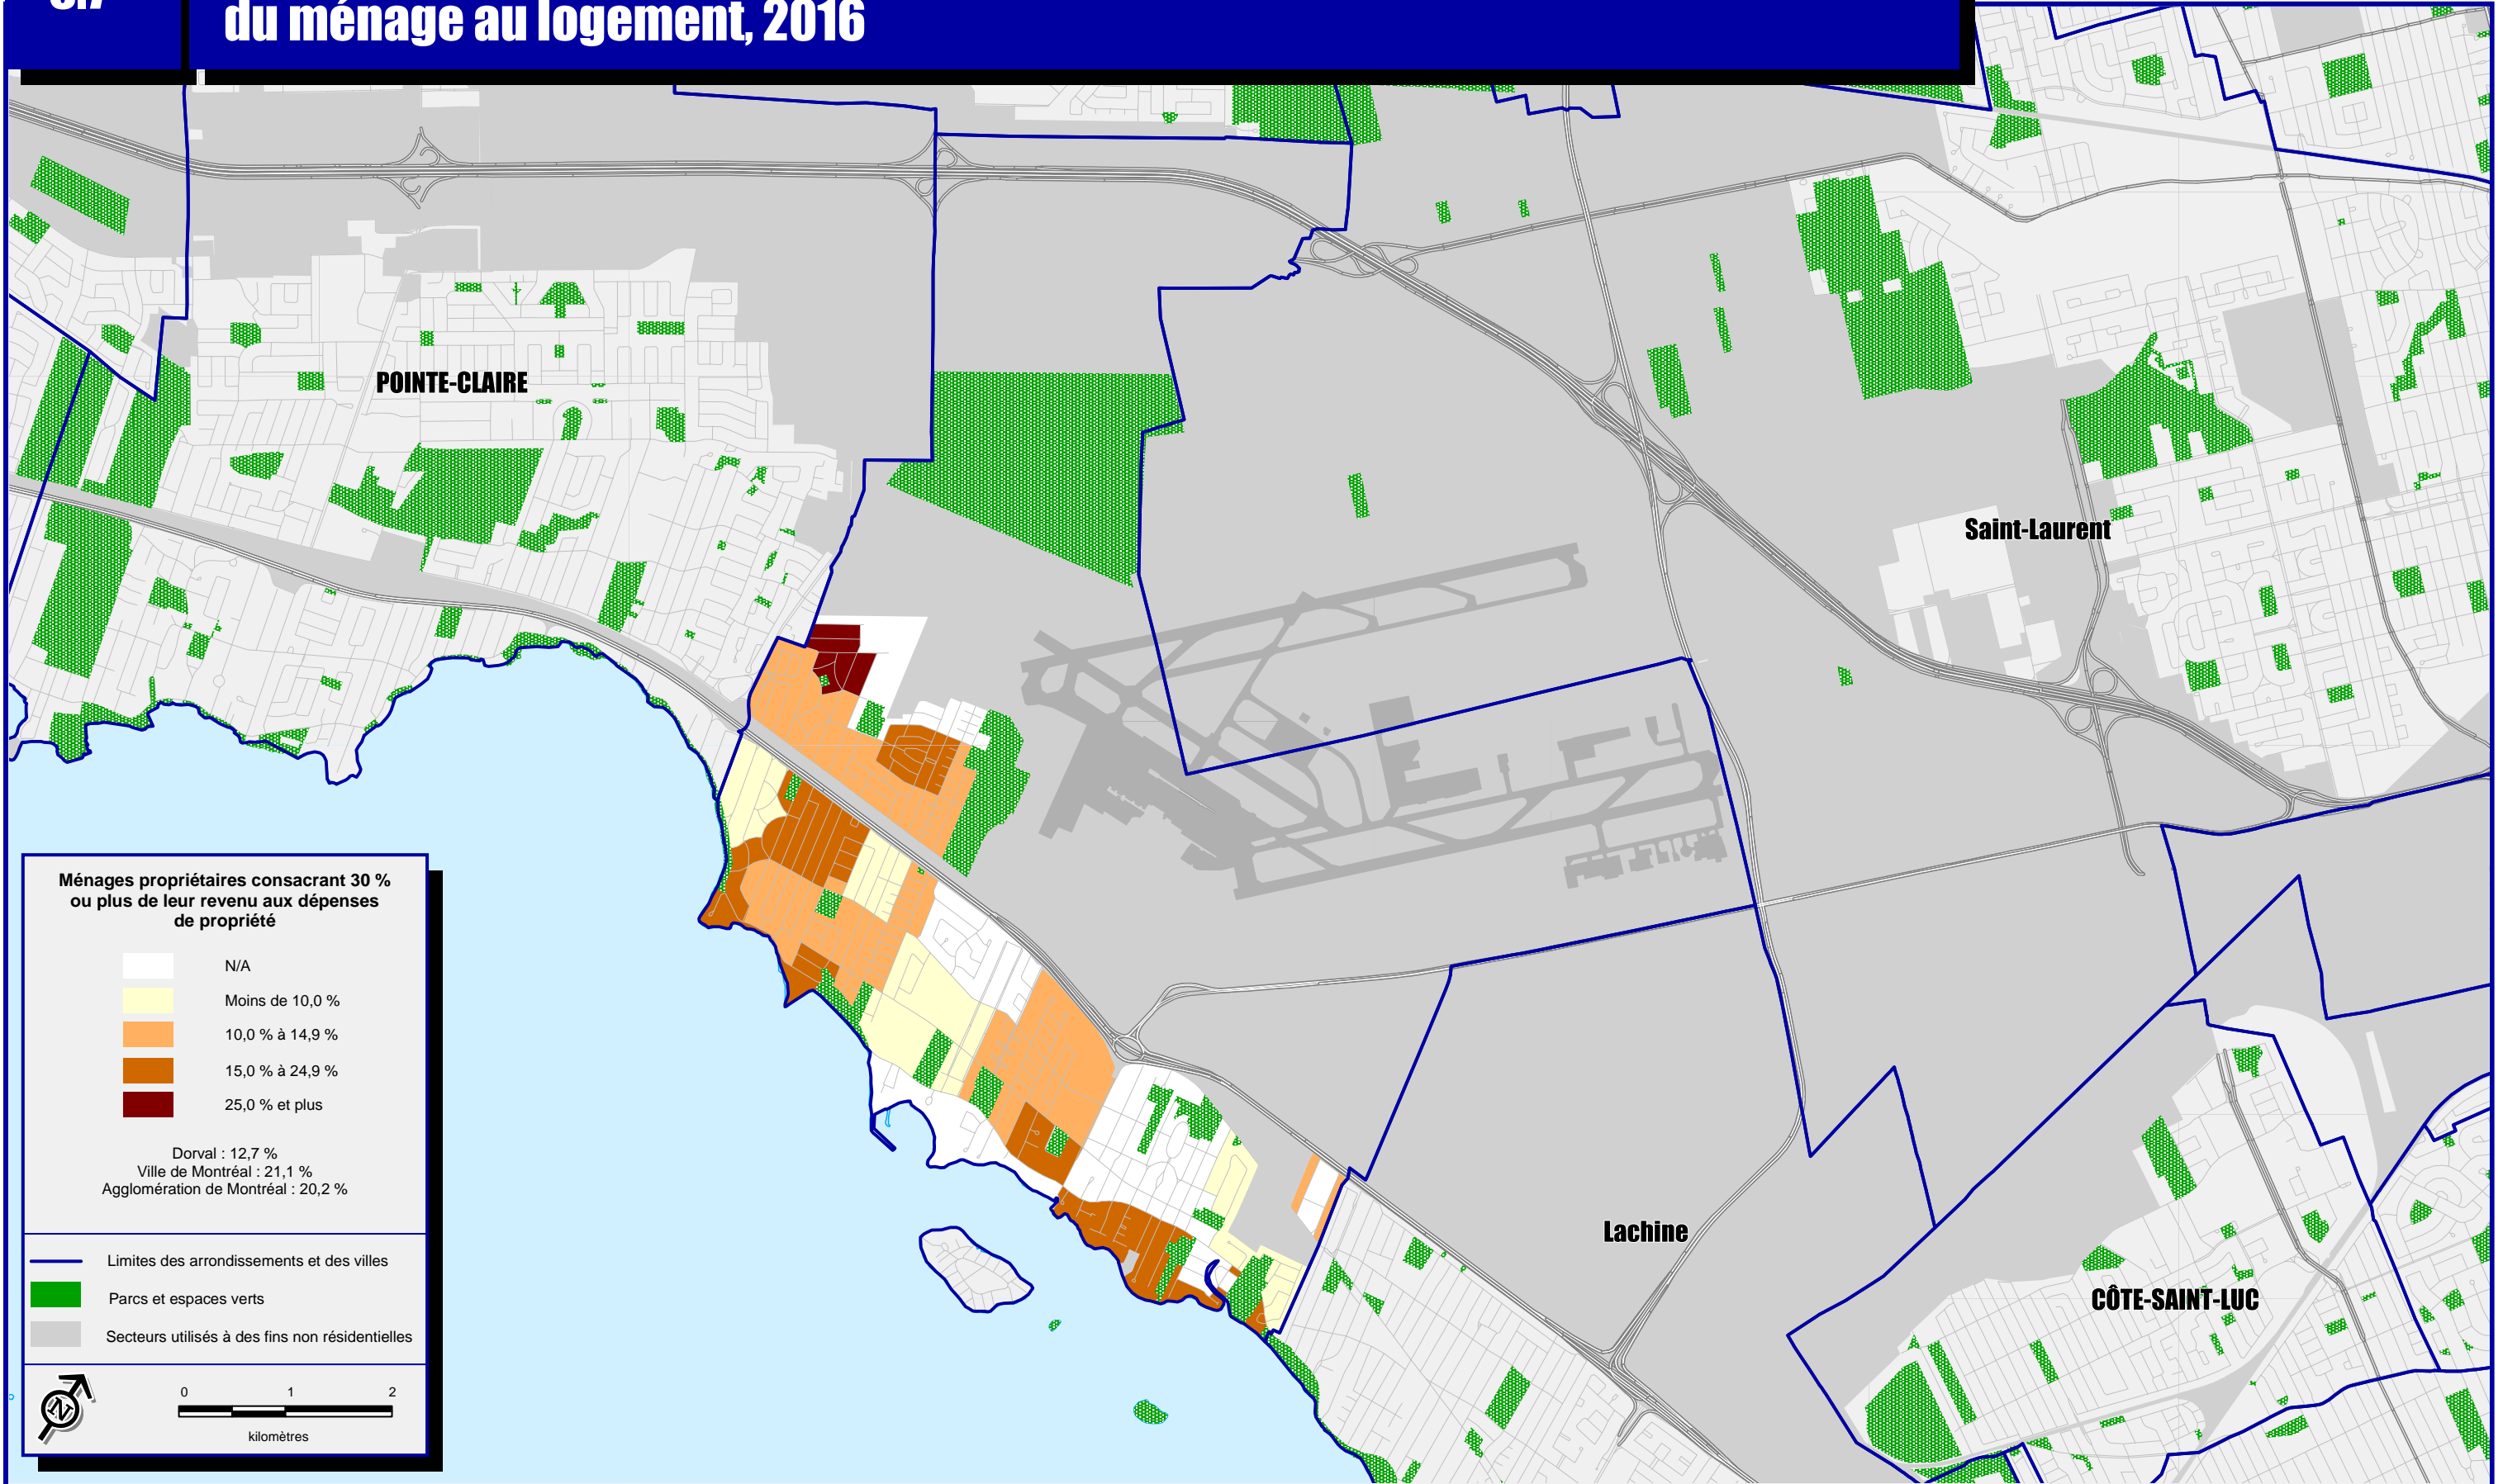 du ménage au logement, 2016
POINTE-CLAIRE
Saint-Laurent
Lachine
CÔTE-SAINT-LUC
Ménages propriétaires consacrant 30 %
ou plus de leur revenu aux dépenses
de propriété
N/A
Moins de 10,0 %
10,0 % à 14,9 %
15,0 % à 24,9 %
25,0 % et plus
Dorval : 12,7 %
Ville de Montréal : 21,1 %
Agglomération de Montréal : 20,2 %
Limites des arrondissements et des villes
Parcs et espaces verts
Secteurs utilisés à des fins non résidentielles
N
0 1 2
kilomètres